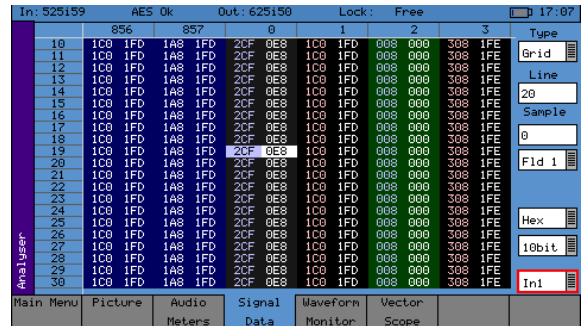 In: 525i59 AES Ok Out: 625i50 Lock: Free 17:07
856 857 0 1 2 3 Type
10 1C0 1FD 1A8 1FD 2CF 0E8 1C0 1FD 008 000 308 1FE Grid
11 1C0 1FD 1A8 1FD 2CF 0E8 1C0 1FD 008 000 308 1FE
12 1C0 1FD 1A8 1FD 2CF 0E8 1C0 1FD 008 000 308 1FE Line
13 1C0 1FD 1A8 1FD 2CF 0E8 1C0 1FD 008 000 308 1FE
14 1C0 1FD 1A8 1FD 2CF 0E8 1C0 1FD 008 000 308 1FE 20
15 1C0 1FD 1A8 1FD 2CF 0E8 1C0 1FD 008 000 308 1FE
16 1C0 1FD 1A8 1FD 2CF 0E8 1C0 1FD 008 000 308 1FE Sample
17 1C0 1FD 1A8 1FD 2CF 0E8 1C0 1FD 008 000 308 1FE
18 1C0 1FD 1A8 1FD 2CF 0E8 1C0 1FD 008 000 308 1FE 0
19 1C0 1FD 1A8 1FD 2CF 0E8 1C0 1FD 008 000 308 1FE
20 1C0 1FD 1A8 1FD 2CF 0E8 1C0 1FD 008 000 308 1FE Fld 1
21 1C0 1FD 1A8 1FD 2CF 0E8 1C0 1FD 008 000 308 1FE
22 1C0 1FD 1A8 1FD 2CF 0E8 1C0 1FD 008 000 308 1FE
23 1C0 1FD 1A8 1FD 2CF 0E8 1C0 1FD 008 000 308 1FE
24 1C0 1FD 1A8 1FD 2CF 0E8 1C0 1FD 008 000 308 1FE
25 1C0 1FD 1A8 1FD 2CF 0E8 1C0 1FD 008 000 308 1FE Hex
26 1C0 1FD 1A8 1FD 2CF 0E8 1C0 1FD 008 000 308 1FE
27 1C0 1FD 1A8 1FD 2CF 0E8 1C0 1FD 008 000 308 1FE 10bit
28 1C0 1FD 1A8 1FD 2CF 0E8 1C0 1FD 008 000 308 1FE
29 1C0 1FD 1A8 1FD 2CF 0E8 1C0 1FD 008 000 308 1FE
30 1C0 1FD 1A8 1FD 2CF 0E8 1C0 1FD 008 000 308 1FE In1
Analyser
Main Menu Picture Audio Signal Waveform Vector
Meters Data Monitor Scope